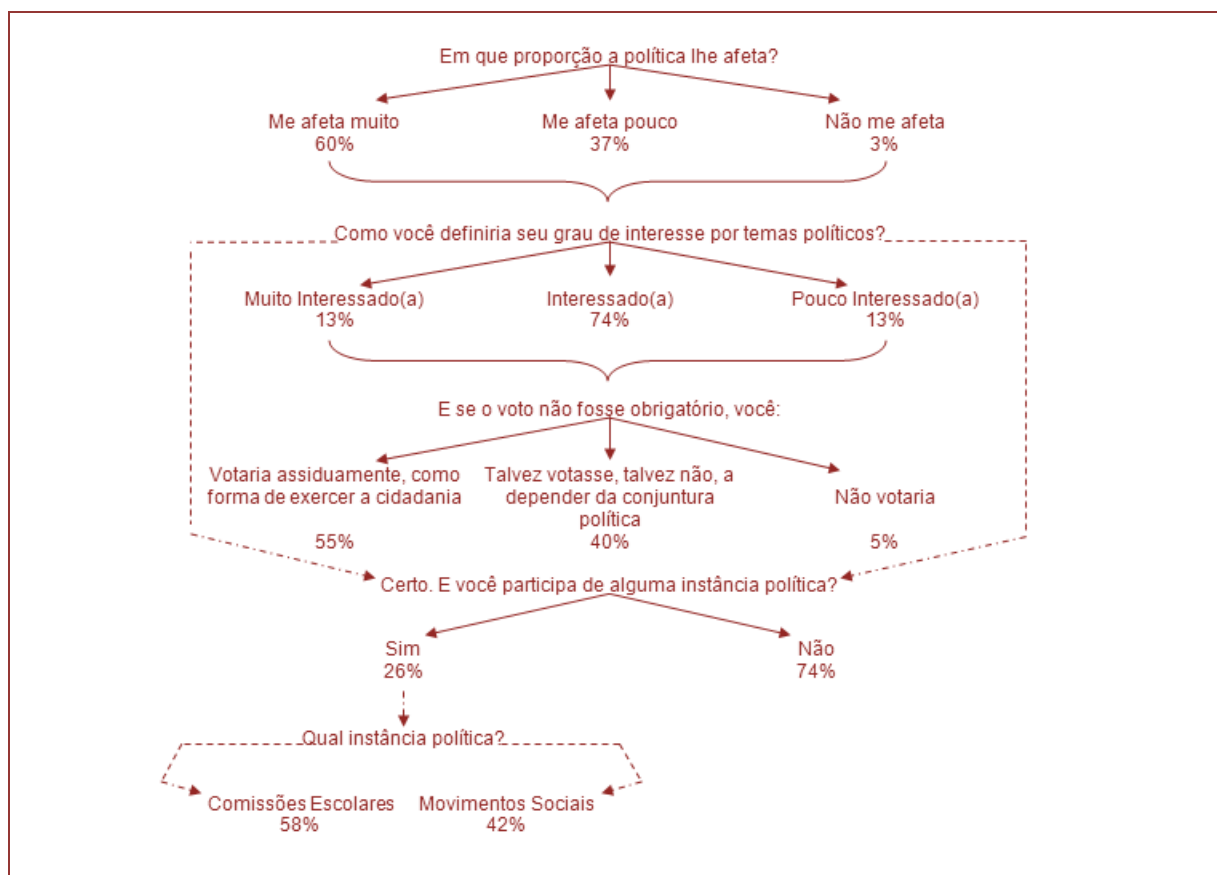 Em que proporção a política lhe afeta?
Me afeta muito
60%
Me afeta pouco
37%
Não me afeta
3%
Como você definiria seu grau de interesse por temas políticos?
Muito Interessado(a)
13%
Interessado(a)
74%
Pouco Interessado(a)
13%
E se o voto não fosse obrigatório, você:
Votaria assiduamente, como
forma de exercer a cidadania
55%
Talvez votasse, talvez não, a
depender da conjuntura
política
40%
Não votaria
5%
Certo. E você participa de alguma instância política?
Sim
26%
Não
74%
Qual instância política?
Comissões Escolares
58%
Movimentos Sociais
42%